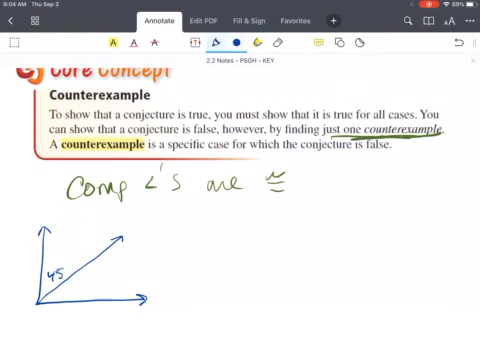 9:04 AM Thu Sep 3
69%
Annotate Edit PDF Fill & Sign Favorites
2.2 Notes - PSGH - KEY
Core Concept
Counterexample
To show that a conjecture is true, you must show that it is true for all cases. You
can show that a conjecture is false, however, by finding just one counterexample.
A counterexample is a specific case for which the conjecture is false.
Comp ∠'s are ≅
45